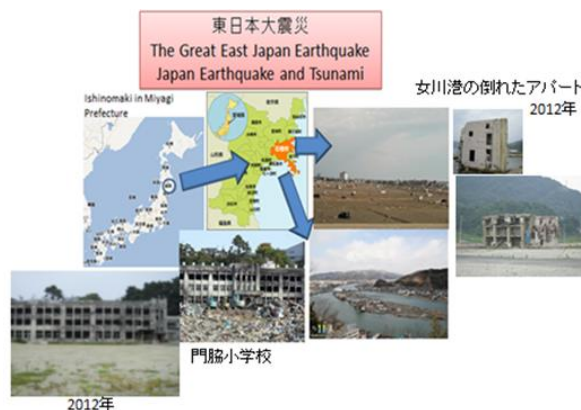 東日本大震災
The Great East Japan Earthquake
Japan Earthquake and Tsunami
Ishinomaki in Miyagi
Prefecture
女川港の倒れたアパート
2012年
門脇小学校
2012年